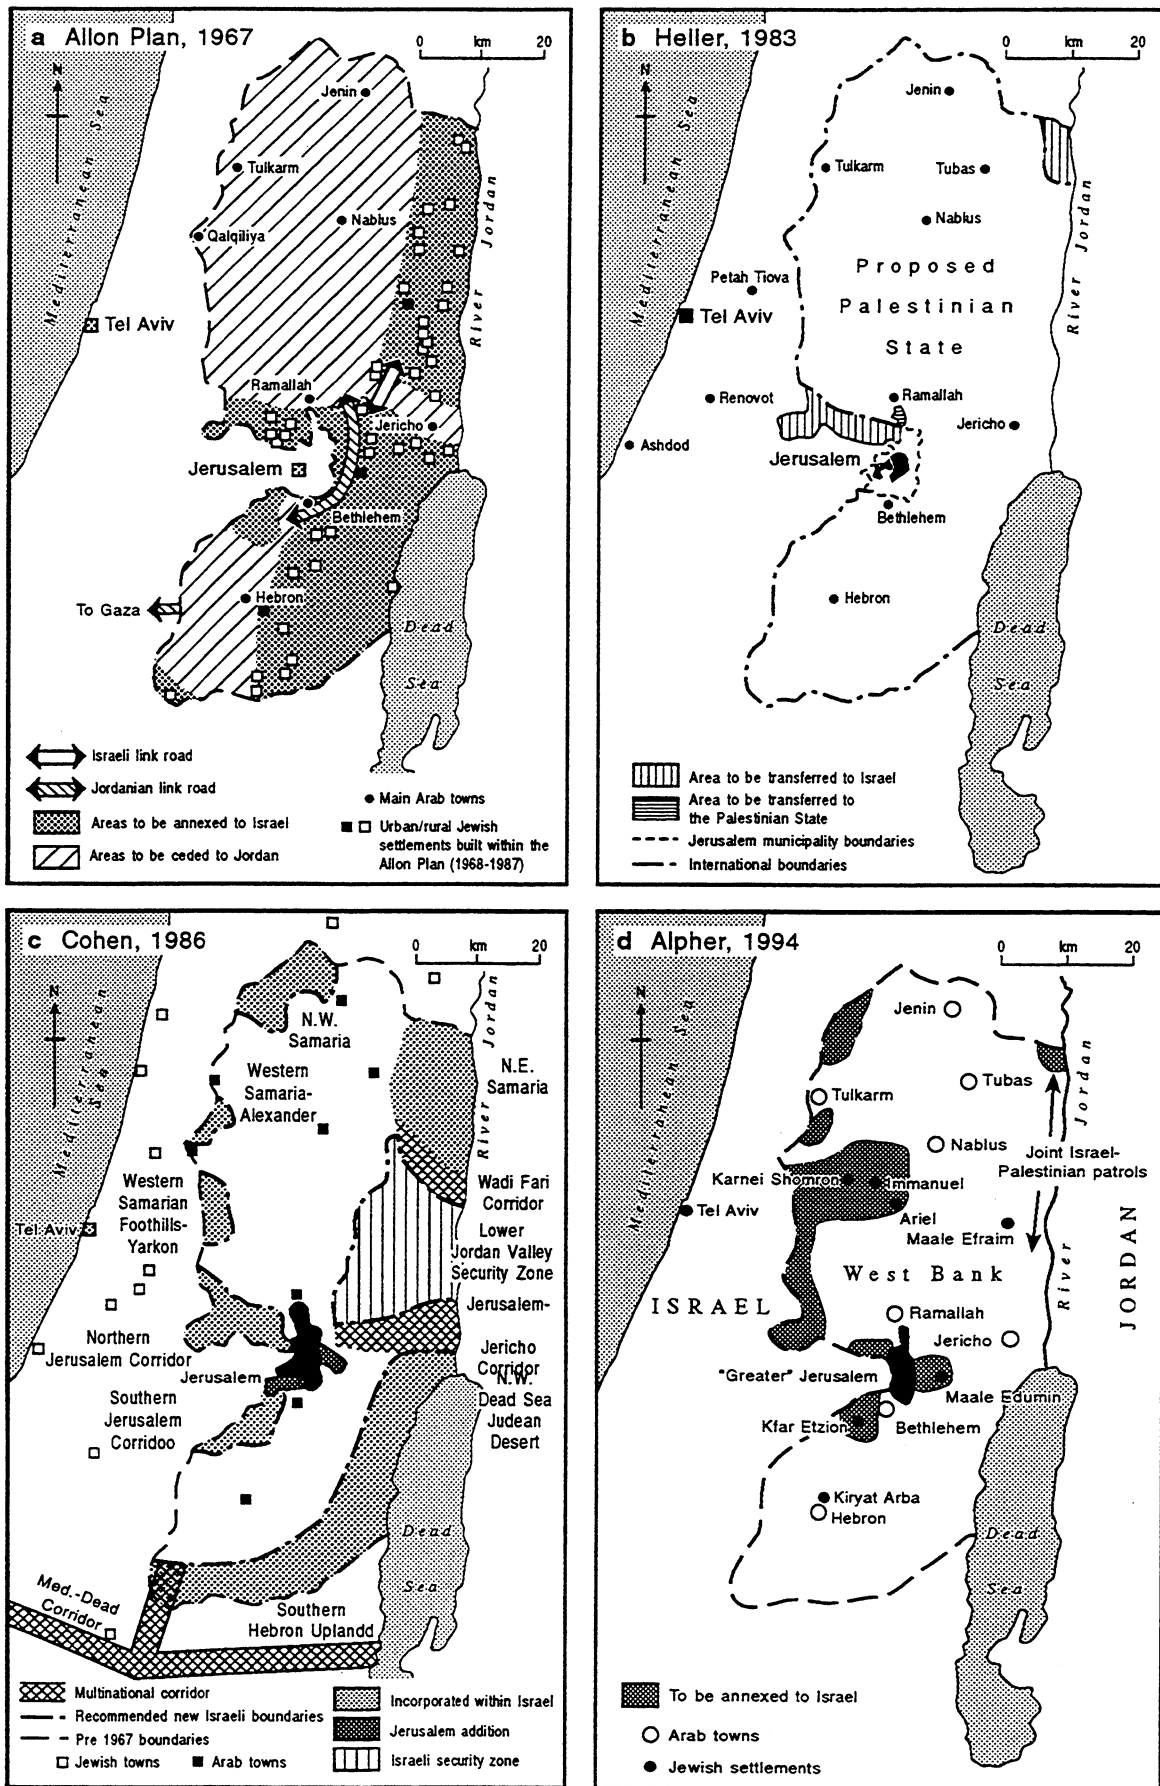 a Allon Plan, 1967
0 km 20
N
Mediterranean Sea
Jenin
Tulkarm
Nablus
Qalqiliya
River Jordan
Tel Aviv
Ramallah
Jericho
Jerusalem
Bethlehem
To Gaza
Hebron
Dead
Sea
Israeli link road
Jordanian link road
Areas to be annexed to Israel
Areas to be ceded to Jordan
Main Arab towns
Urban/rural Jewish
settlements built within the
Allon Plan (1968-1987)
b Heller, 1983
0 km 20
N
Mediterranean Sea
Jenin
Tulkarm
Tubas
Nablus
River Jordan
Petah Tiova
Tel Aviv
Proposed
Palestinian
State
Renovot
Ramallah
Ashdod
Jericho
Jerusalem
Bethlehem
Hebron
Dead
Sea
Area to be transferred to Israel
Area to be transferred to
the Palestinian State
Jerusalem municipality boundaries
International boundaries
c Cohen, 1986
0 km 20
N
Mediterranean
Sea
River Jordan
N.W.
Samaria
N.E.
Samaria
Western
Samaria-
Alexander
Western
Samarian
Foothills-
Yarkon
Wadi Fari
Corridor
Tel Aviv
Lower
Jordan Valley
Security Zone
Jerusalem-
Jericho
Corridor
Northern
Jerusalem Corridor
Jerusalem
N.W.
Dead Sea
Judean
Desert
Southern
Jerusalem
Corridoo
Dead
Sea
Med.-Dead
Corridor
Southern
Hebron Uplandd
Multinational corridor
Recommended new Israeli boundaries
Pre 1967 boundaries
Jewish towns
Arab towns
Incorporated within Israel
Jerusalem addition
Israeli security zone
d Alpher, 1994
0 km 20
N
Mediterranean Sea
Jenin
Tubas
Tulkarm
River Jordan
Nablus
Joint Israel-
Palestinian patrols
Karnei Shomron
Immanuel
Tel Aviv
Ariel
Maale Efraim
West Bank
ISRAEL
JORDAN
Ramallah
Jericho
"Greater" Jerusalem
Maale Edumin
Kfar Etzion
Bethlehem
Kiryat Arba
Hebron
Dead
Sea
To be annexed to Israel
Arab towns
Jewish settlements